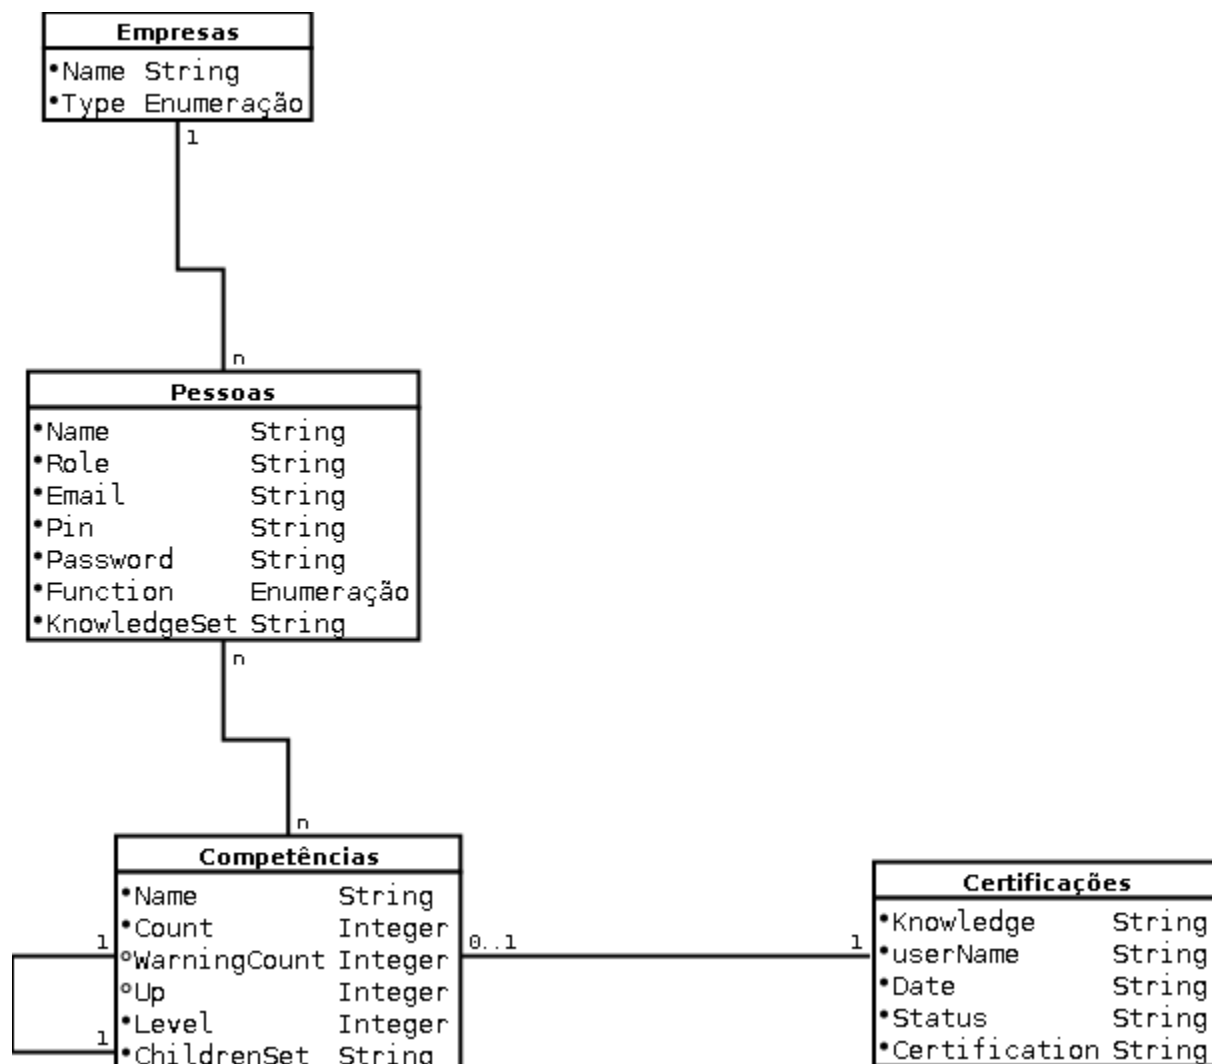 Empresas
•Name String
•Type Enumeração
1
n
Pessoas
•Name String
•Role String
•Email String
•Pin String
•Password String
•Function Enumeração
•KnowledgeSet String
n
n
Competências
•Name String
•Count Integer
◦WarningCount Integer
◦Up Integer
•Level Integer
•ChildrenSet String
1
1
0..1
1
Certificações
•Knowledge String
•userName String
•Date String
•Status String
•Certification String